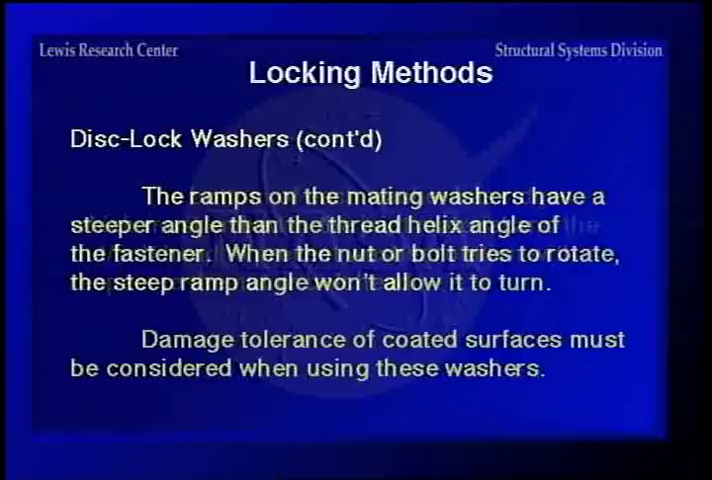 Lewis Research Center
Structural Systems Division
Locking Methods
Disc-Lock Washers (cont'd)
The ramps on the mating washers have a
steeper angle than the thread helix angle of
the fastener. When the nut or bolt tries to rotate,
the steep ramp angle won't allow it to turn.
Damage tolerance of coated surfaces must
be considered when using these washers.